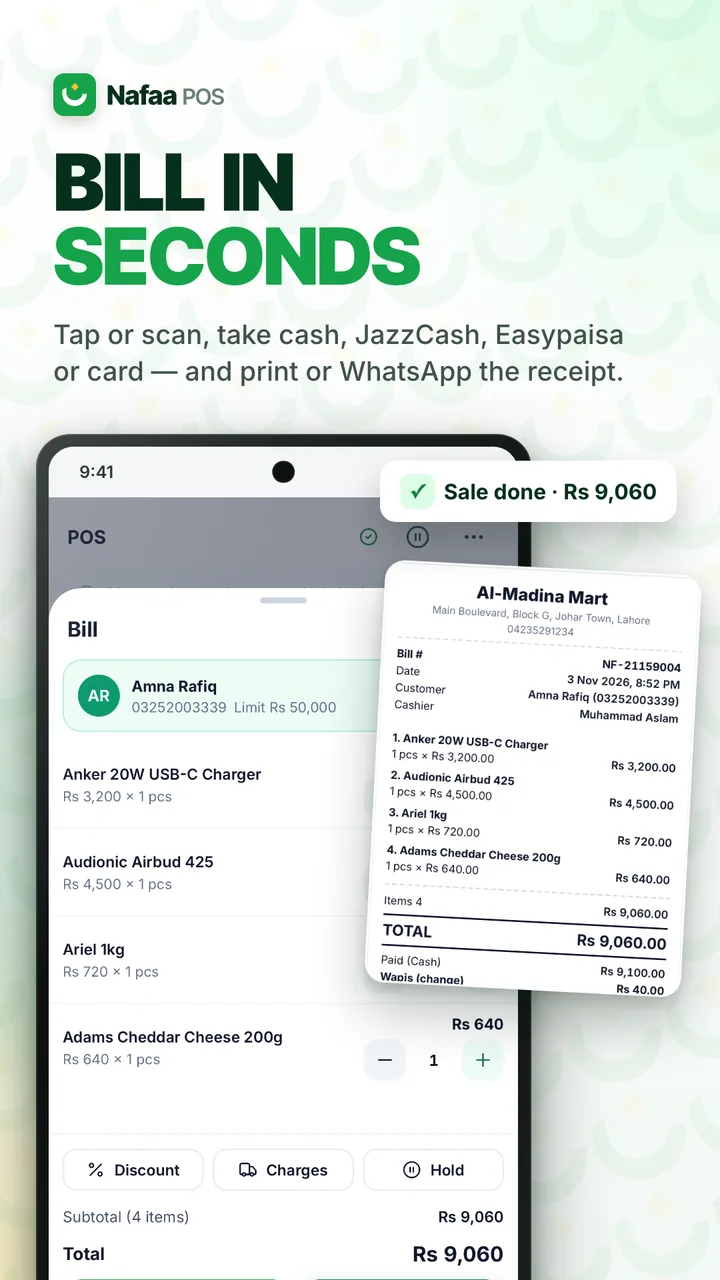 Nafaa POS
BILL IN
SECONDS
Tap or scan, take cash, JazzCash, Easypaisa
or card — and print or WhatsApp the receipt.
9:41
✓ Sale done · Rs 9,060
POS
Bill
AR
Amna Rafiq
03252003339 Limit Rs 50,000
Anker 20W USB-C Charger
Rs 3,200 × 1 pcs
Audionic Airbud 425
Rs 4,500 × 1 pcs
Ariel 1kg
Rs 720 × 1 pcs
Adams Cheddar Cheese 200g
Rs 640 × 1 pcs
Rs 640
− 1 +
Al-Madina Mart
Main Boulevard, Block G, Johar Town, Lahore
04235291234
Bill # NF-21159004
Date 3 Nov 2026, 8:52 PM
Customer Amna Rafiq (03252003339)
Cashier Muhammad Aslam
1. Anker 20W USB-C Charger
1 pcs × Rs 3,200.00 Rs 3,200.00
2. Audionic Airbud 425
1 pcs × Rs 4,500.00 Rs 4,500.00
3. Ariel 1kg
1 pcs × Rs 720.00 Rs 720.00
4. Adams Cheddar Cheese 200g
1 pcs × Rs 640.00 Rs 640.00
Items 4 Rs 9,060.00
TOTAL Rs 9,060.00
Paid (Cash) Rs 9,100.00
Wapis (change) Rs 40.00
Discount
Charges
Hold
Subtotal (4 items) Rs 9,060
Total Rs 9,060